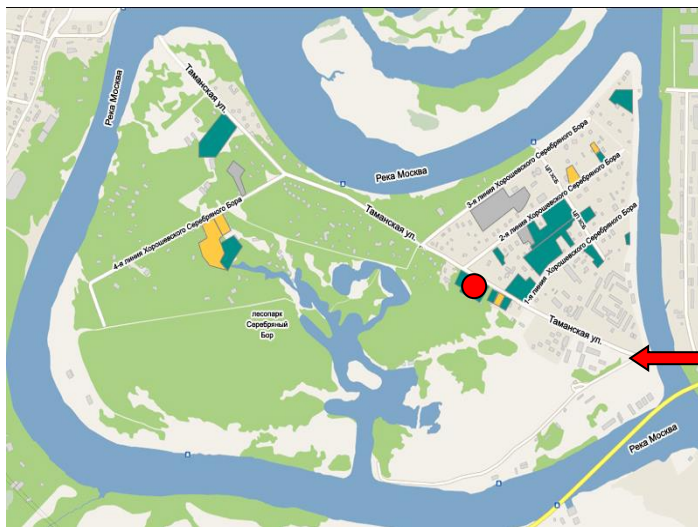 Таманская ул.
Река Москва
Река Москва
3-я линия Хорошевского Серебряного Бора
2-я линия Хорошевского Серебряного Бора
1-я линия Хорошевского Серебряного Бора
Таманская ул.
4-я линия Хорошевского Серебряного Бора
лесопарк
Серебряный
Бор
Таманская ул.
Река Москва